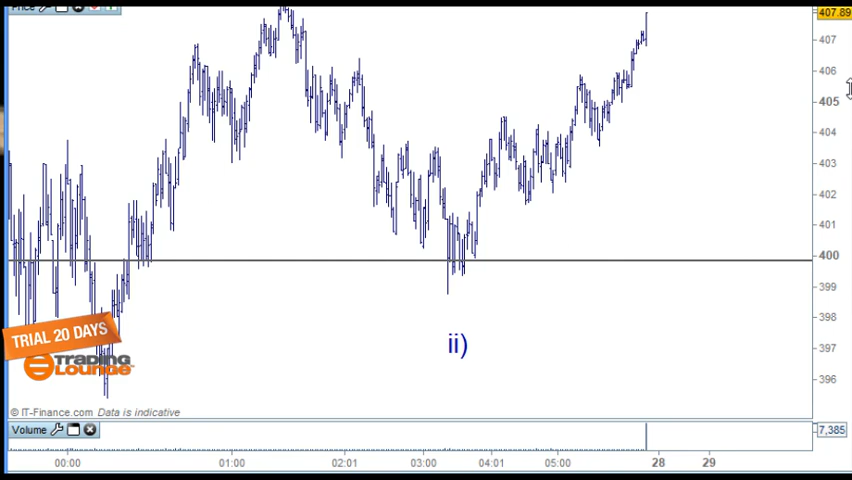 Price
407.89
407
406
405
404
403
402
401
400
399
398
397
396
ii)
TRIAL 20 DAYS
Trading
Lounge
© IT-Finance.com Data is indicative
Volume
7,385
00:00 01:00 02:01 03:00 04:01 05:00 28 29